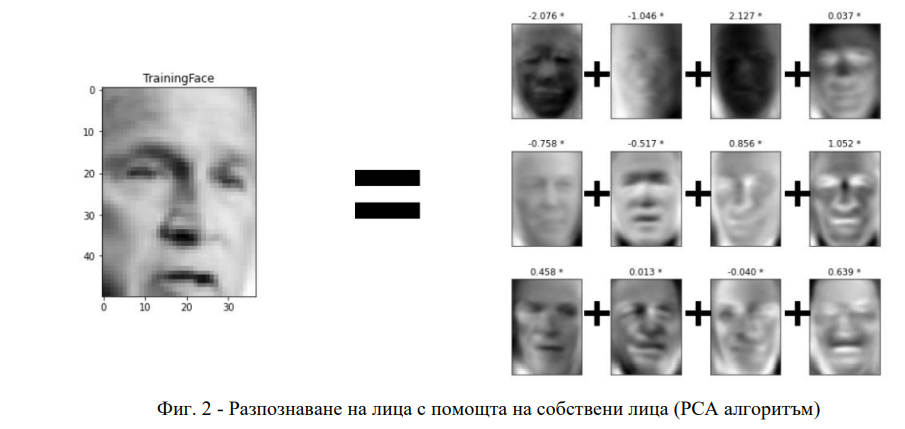 -2.076 * -1.046 * 2.127 * 0.037 *
TrainingFace
0
10
20
30
40
0 10 20 30
-0.758 * -0.517 * 0.856 * 1.052 *
0.458 * 0.013 * -0.040 * 0.639 *
Фиг. 2 - Разпознаване на лица с помощта на собствени лица (PCA алгоритъм)